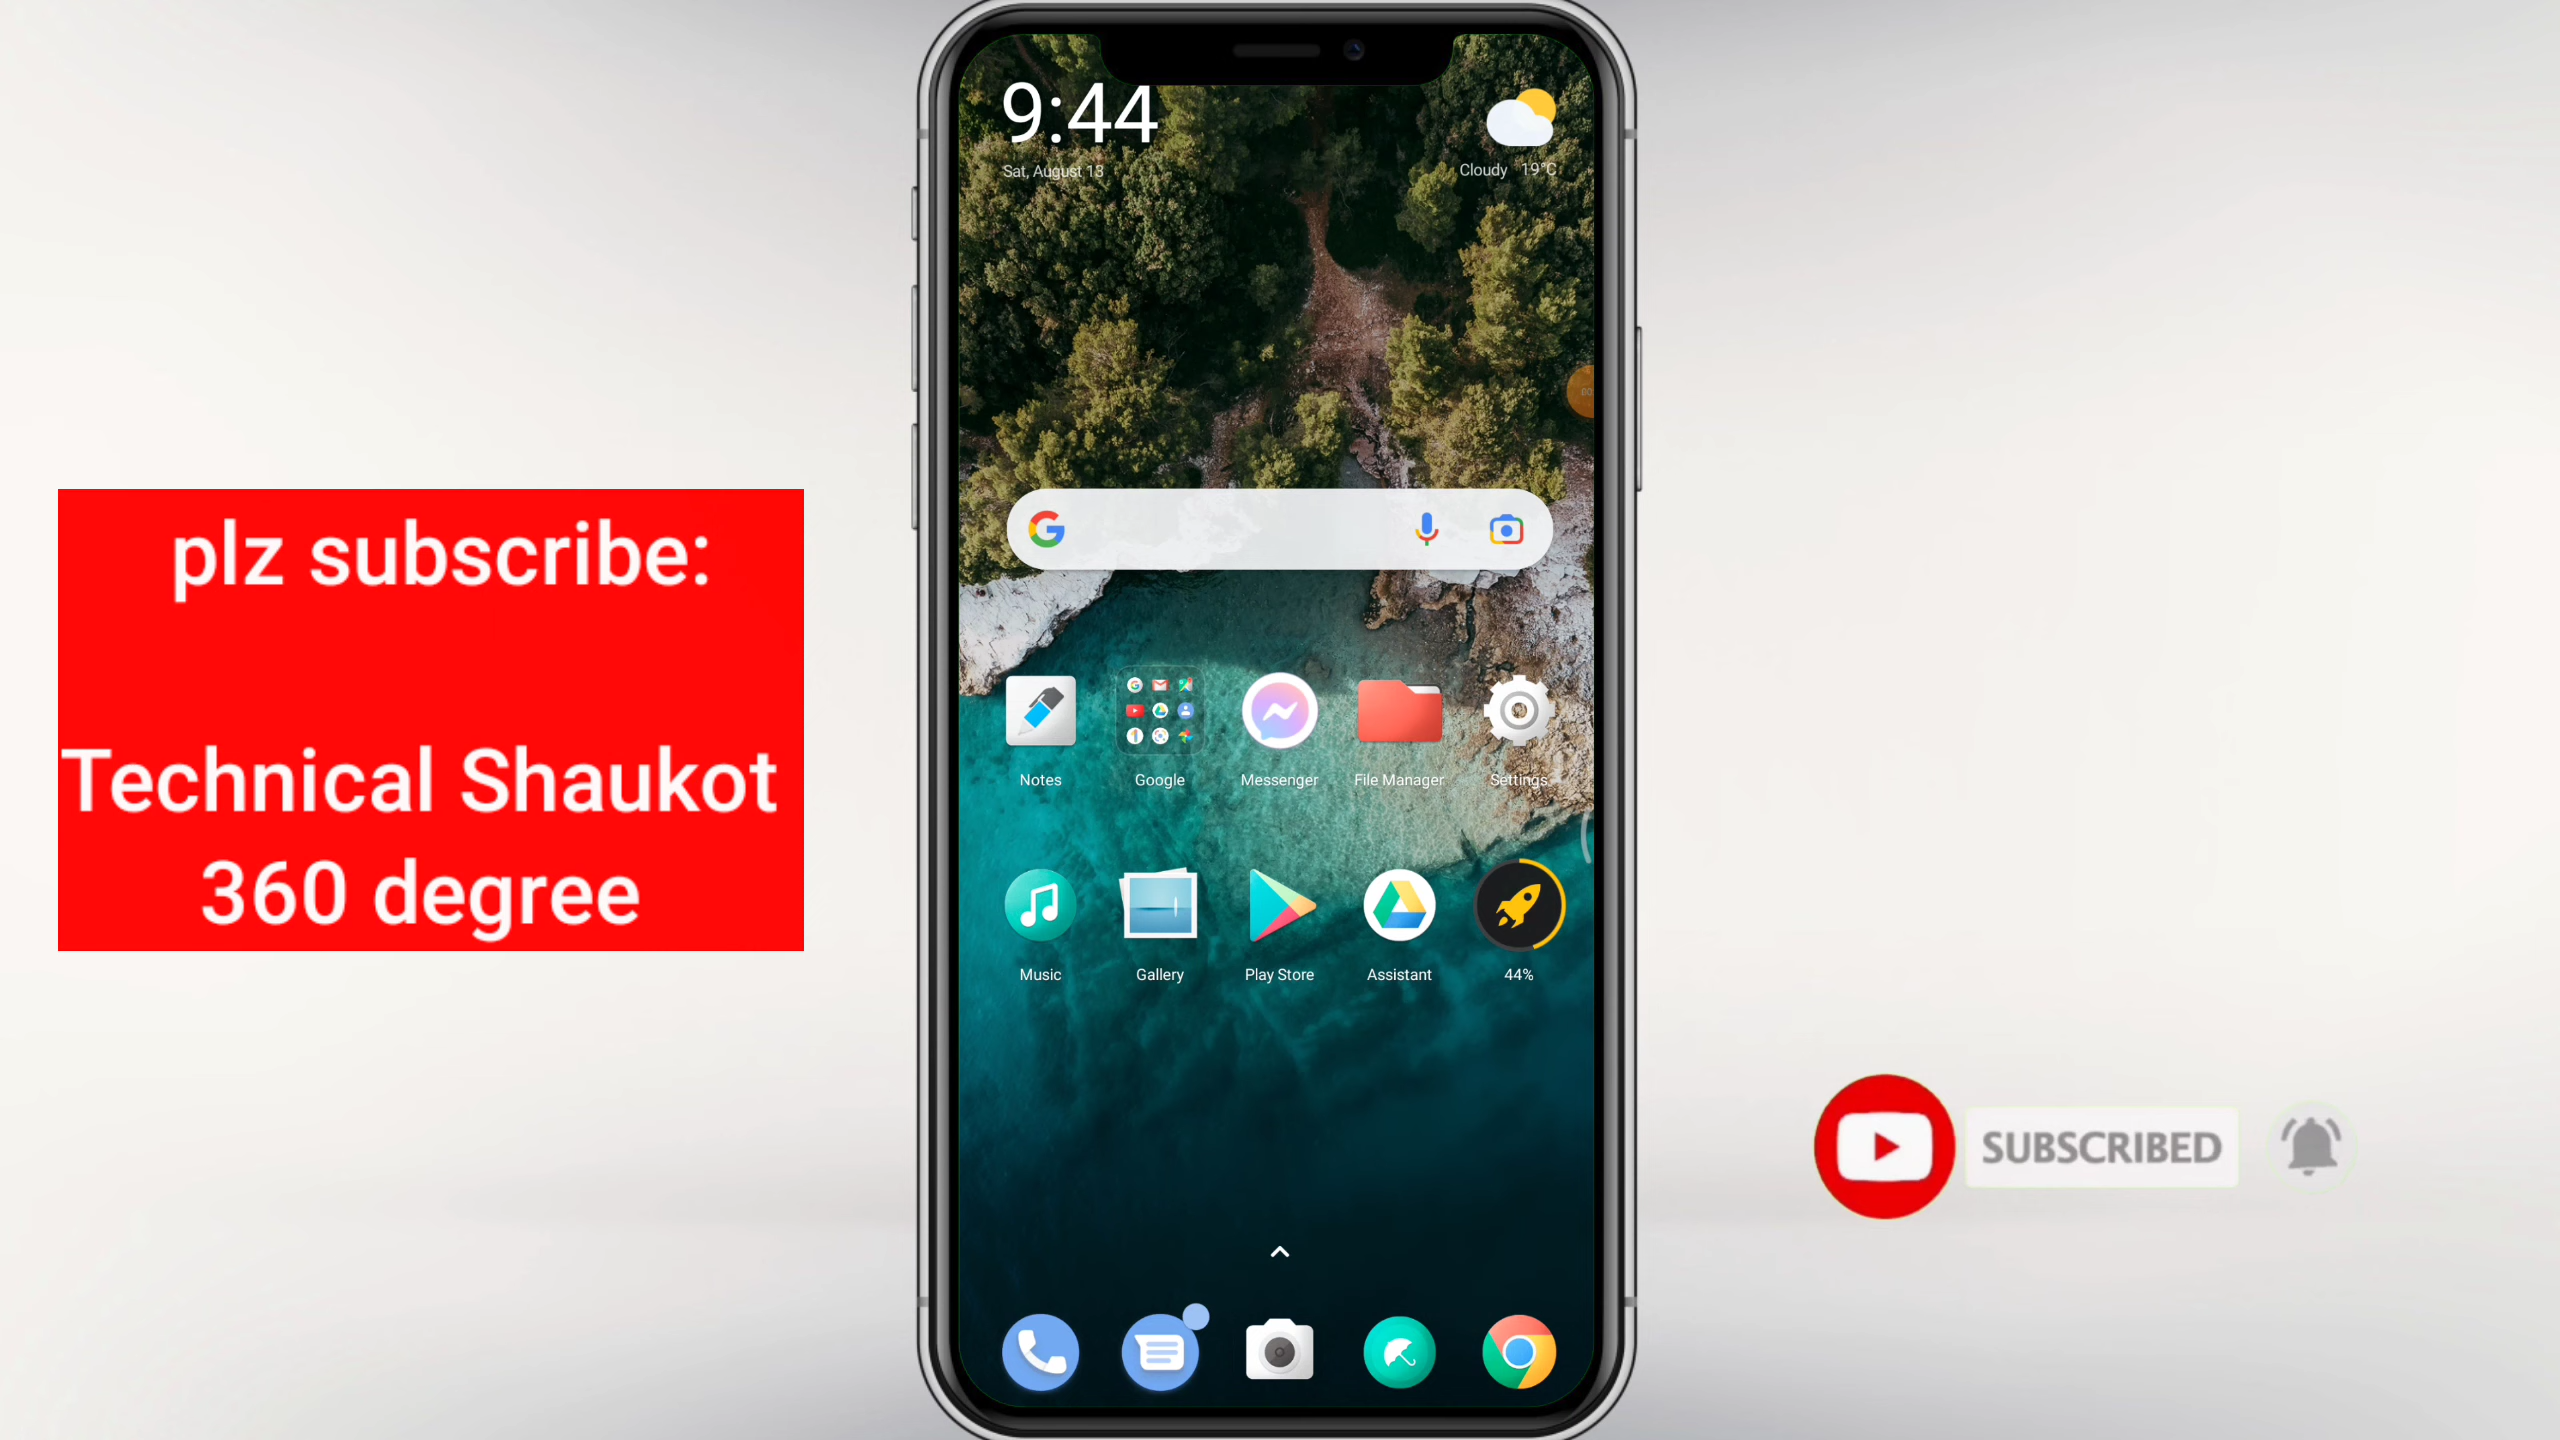 9:44
Sat, August 13
Cloudy 19°C
plz subscribe:
Technical Shaukot
360 degree
Notes
Google
Messenger
File Manager
Settings
Music
Gallery
Play Store
Assistant
44%
SUBSCRIBED